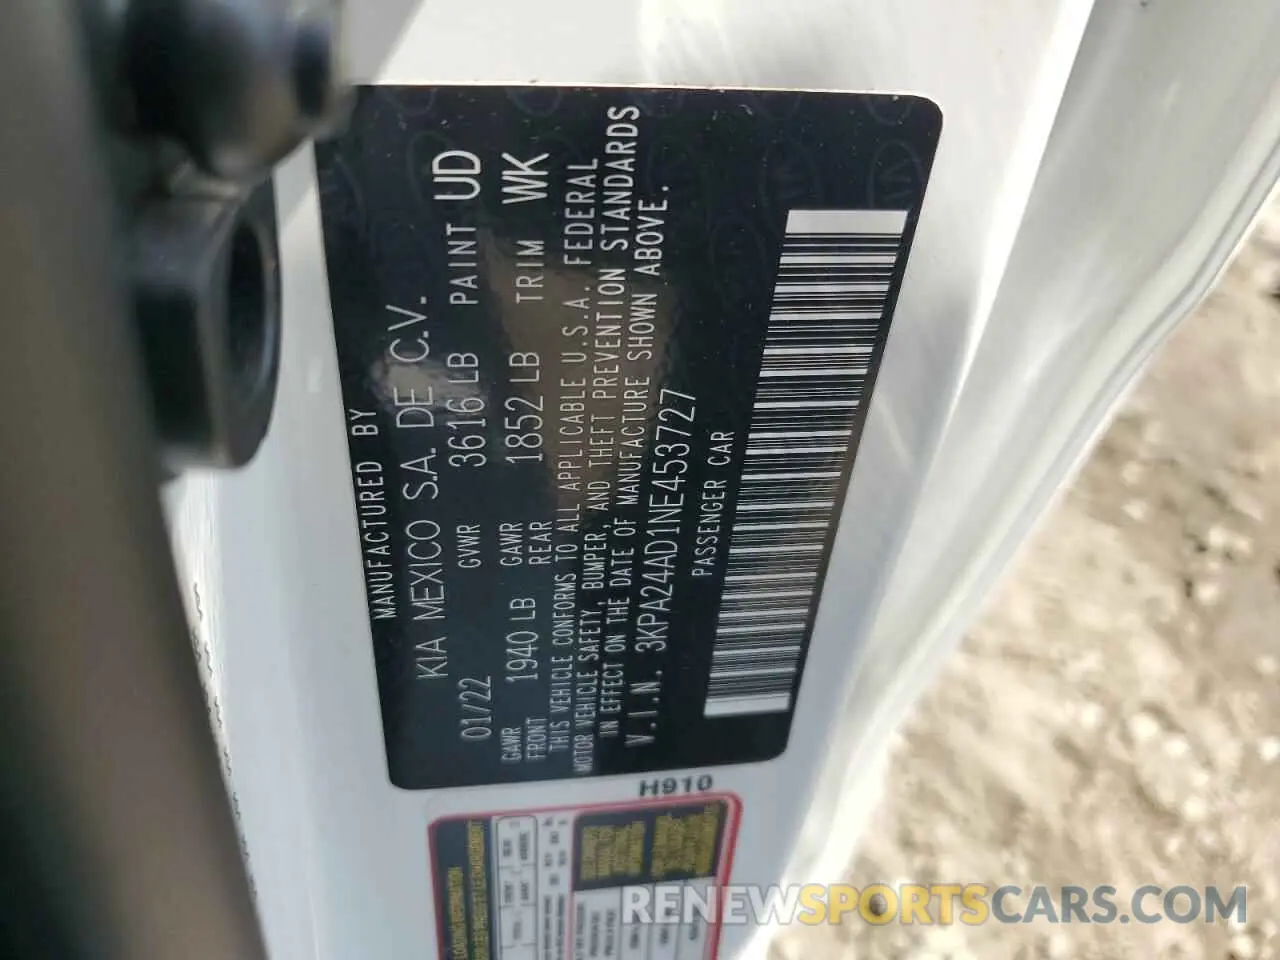 MANUFACTURED BY
KIA MEXICO S.A. DE C.V.
01/22 GVWR 3616 LB PAINT UD
GAWR FRONT 1940 LB GAWR REAR 1852 LB TRIM WK
THIS VEHICLE CONFORMS TO ALL APPLICABLE U.S.A. FEDERAL
MOTOR VEHICLE SAFETY, BUMPER, AND THEFT PREVENTION STANDARDS
IN EFFECT ON THE DATE OF MANUFACTURE SHOWN ABOVE.
V.I.N. 3KPA24AD1NE453727
PASSENGER CAR
H910
RENEWSPORTSCARS.COM